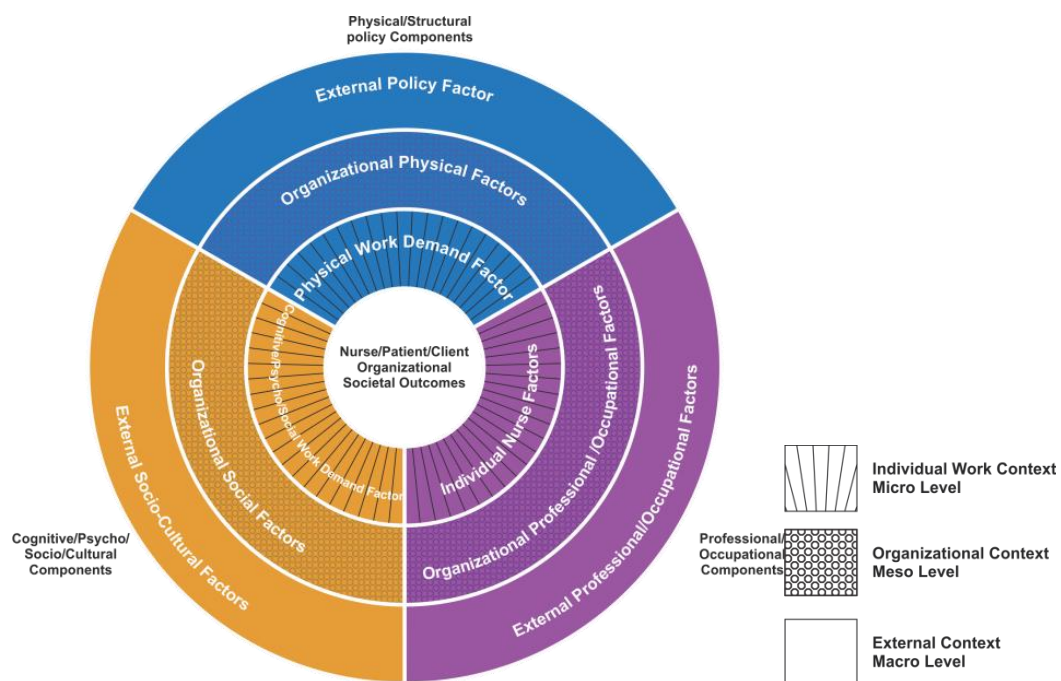 Physical/Structural
policy Components
External Policy Factor
Organizational Physical Factors
Physical Work Demand Factor
Cognitive/Psycho/Social Work Demand Factor
Nurse/Patient/Client
Organizational
Societal Outcomes
Individual Nurse Factors
Organizational Social Factors
Organizational Professional /Occupational Factors
External Socio-Cultural Factors
External Professional/Occupational Factors
Cognitive/Psycho/
Socio/Cultural
Components
Professional/
Occupational
Components
Individual Work Context
Micro Level
Organizational Context
Meso Level
External Context
Macro Level